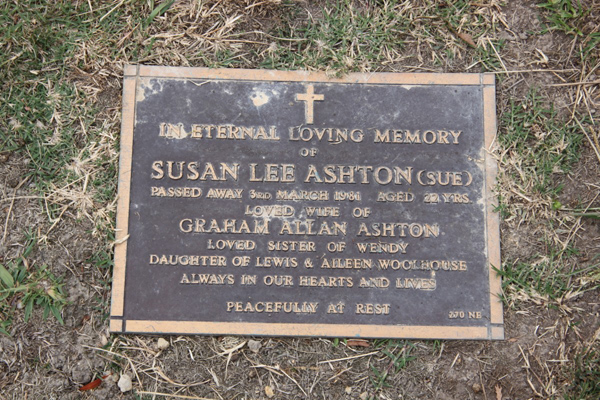 IN ETERNAL LOVING MEMORY
OF
SUSAN LEE ASHTON (SUE)
PASSED AWAY 3RD MARCH 1981 AGED 27 YRS.
LOVED WIFE OF
GRAHAM ALLAN ASHTON
LOVED SISTER OF WENDY
DAUGHTER OF LEWIS & AILEEN WOOLHOUSE
ALWAYS IN OUR HEARTS AND LIVES
PEACEFULLY AT REST
270 NE